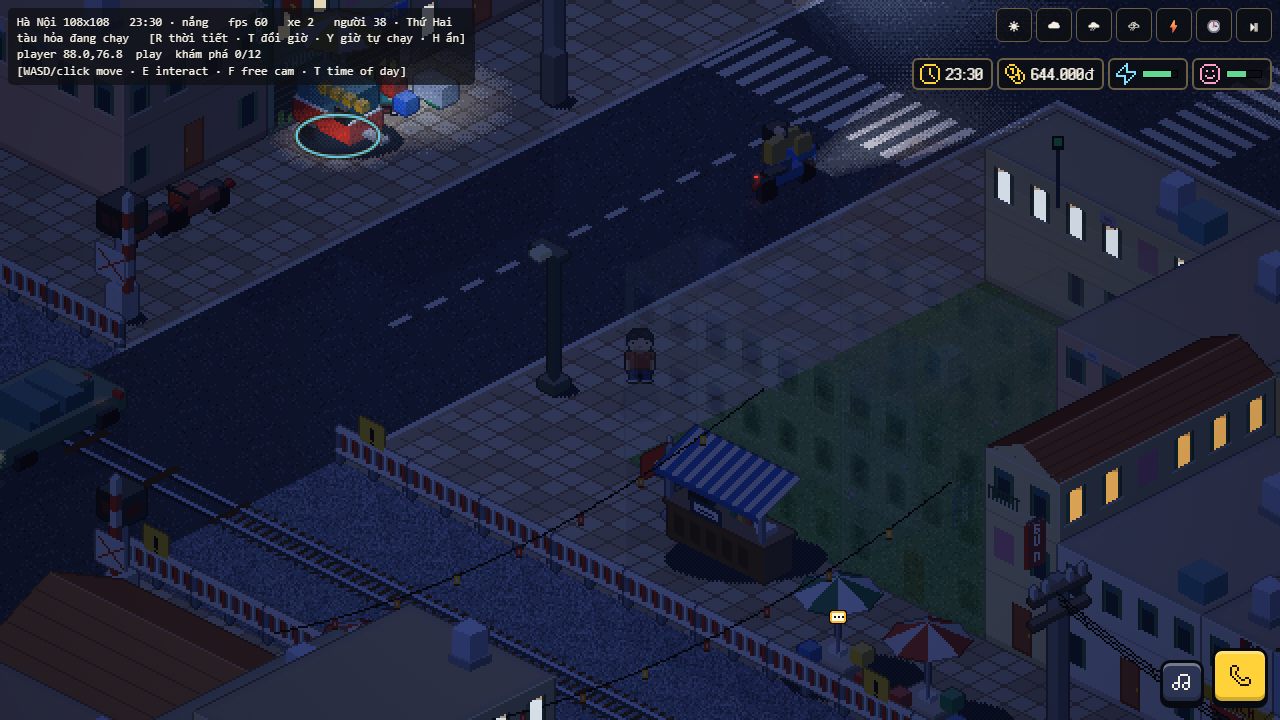 Hà Nội 108x108 23:30 · nắng fps 60 xe 2 người 38 · Thứ Hai
tàu hỏa đang chạy [R thời tiết · T đổi giờ · Y giờ tự chạy · H ẩn]
player 88.0,76.8 play khám phá 0/12
[WASD/click move · E interact · F free cam · T time of day]
23:30
644.000đ
BÚN